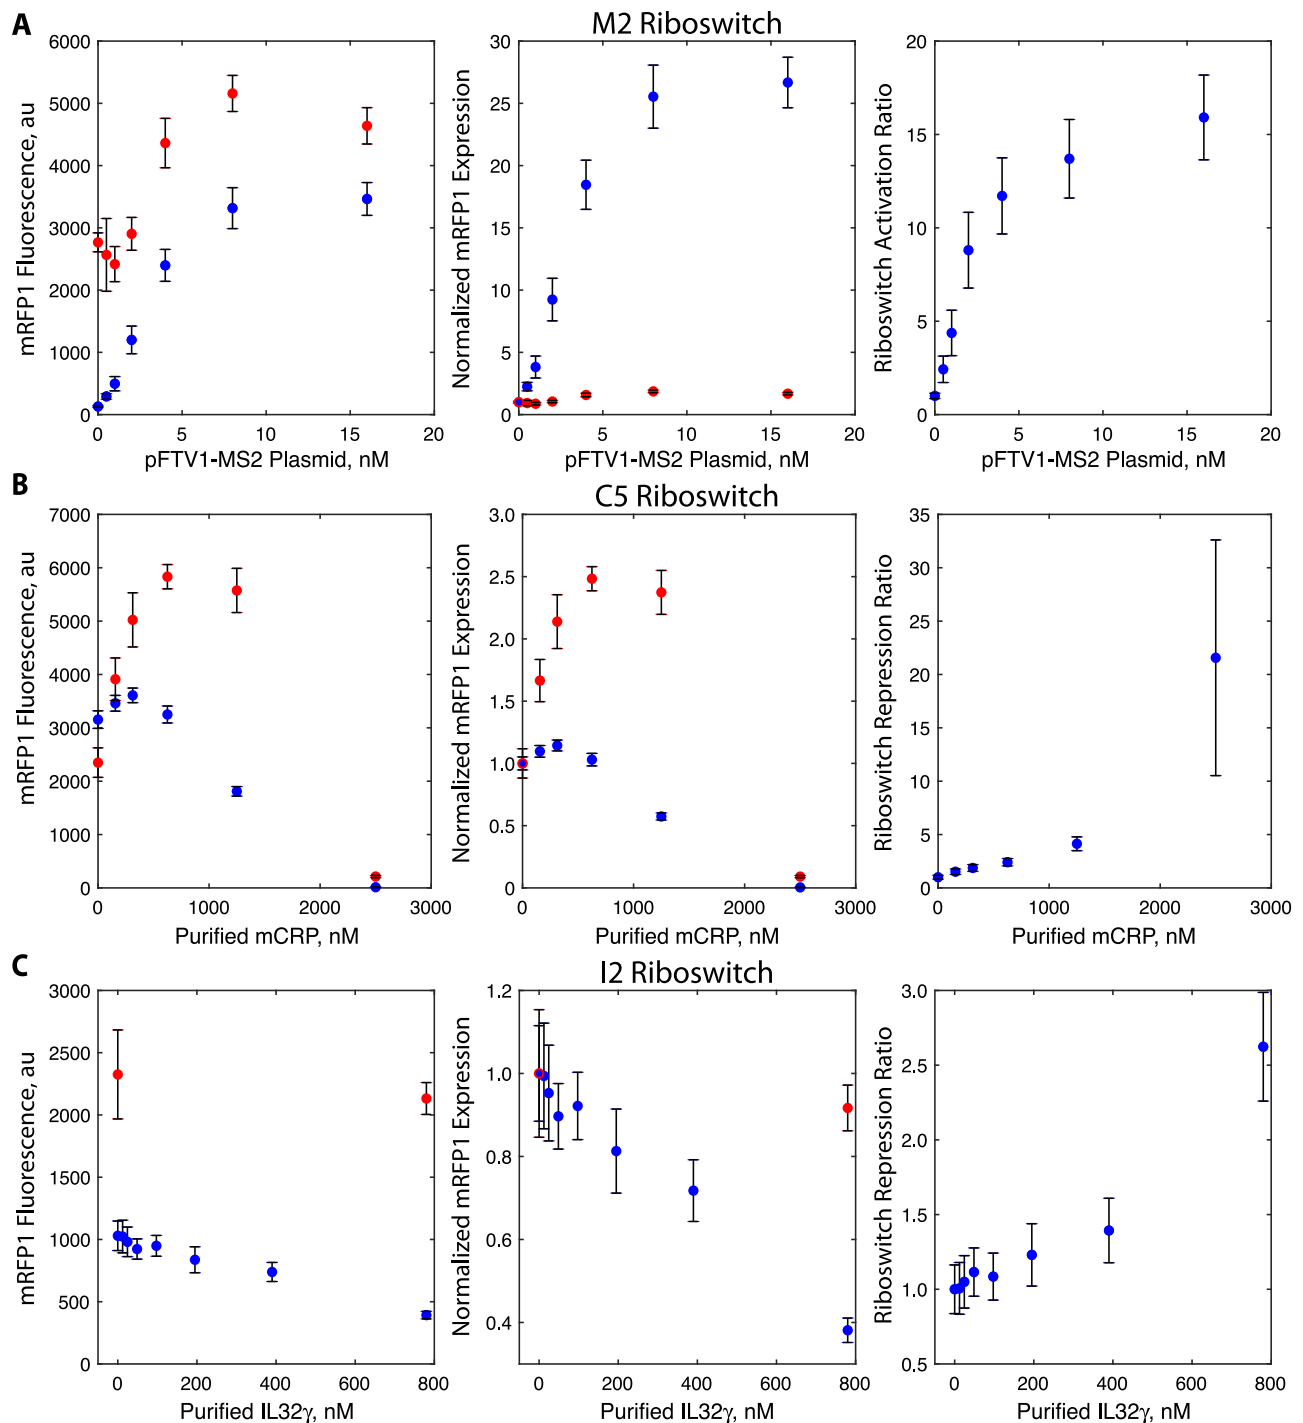 A
M2 Riboswitch
6000
5000
4000
3000
2000
1000
0
mRFP1 Fluorescence, au
0 5 10 15 20
pFTV1-MS2 Plasmid, nM
30
25
20
15
10
5
0
Normalized mRFP1 Expression
0 5 10 15 20
pFTV1-MS2 Plasmid, nM
20
15
10
5
0
Riboswitch Activation Ratio
0 5 10 15 20
pFTV1-MS2 Plasmid, nM
B
C5 Riboswitch
7000
6000
5000
4000
3000
2000
1000
0
mRFP1 Fluorescence, au
0 1000 2000 3000
Purified mCRP, nM
3.0
2.5
2.0
1.5
1.0
0.5
0
Normalized mRFP1 Expression
0 1000 2000 3000
Purified mCRP, nM
35
30
25
20
15
10
5
0
Riboswitch Repression Ratio
0 1000 2000 3000
Purified mCRP, nM
C
I2 Riboswitch
3000
2500
2000
1500
1000
500
0
mRFP1 Fluorescence, au
0 200 400 600 800
Purified IL32γ, nM
1.2
1.0
0.8
0.6
0.4
Normalized mRFP1 Expression
0 200 400 600 800
Purified IL32γ, nM
3.0
2.5
2.0
1.5
1.0
0.5
Riboswitch Repression Ratio
0 200 400 600 800
Purified IL32γ, nM